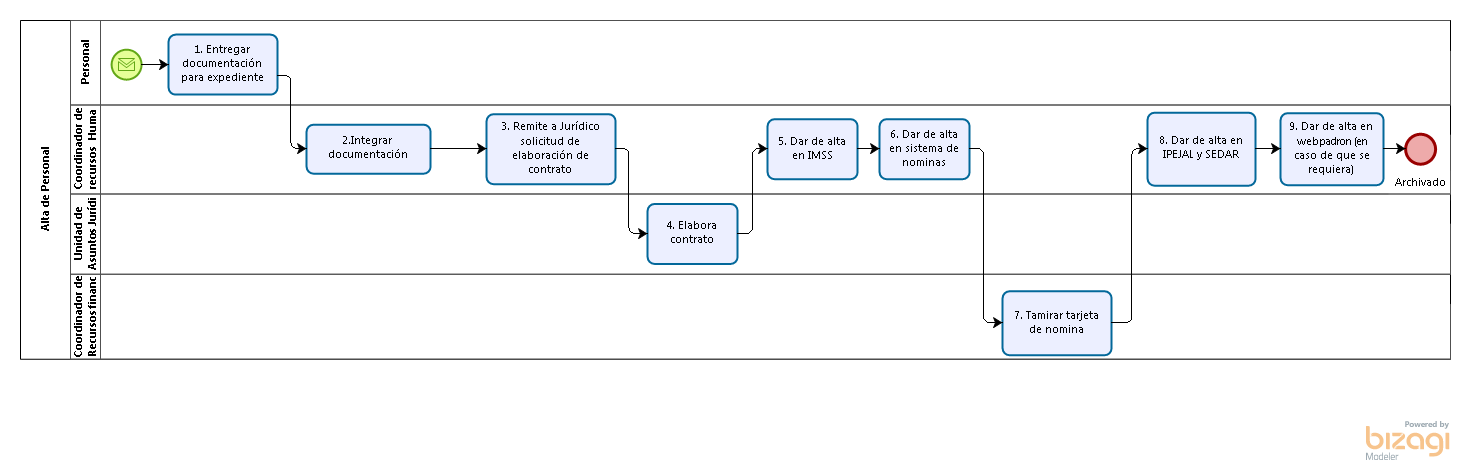 Alta de Personal
Personal
1. Entregar
documentación
para expediente
Coordinador de
recursos Huma
2.Integrar
documentación
3. Remite a Jurídico
solicitud de
elaboración de
contrato
5. Dar de alta
en IMSS
6. Dar de alta
en sistema de
nominas
8. Dar de alta en
IPEJAL y SEDAR
9. Dar de alta en
webpadron (en
caso de que se
requiera)
Archivado
Unidad de
Asuntos Jurídi
4. Elabora
contrato
Coordinador de
Recursos financ
7. Tamirar tarjeta
de nomina
Powered by
bizagi
Modeler